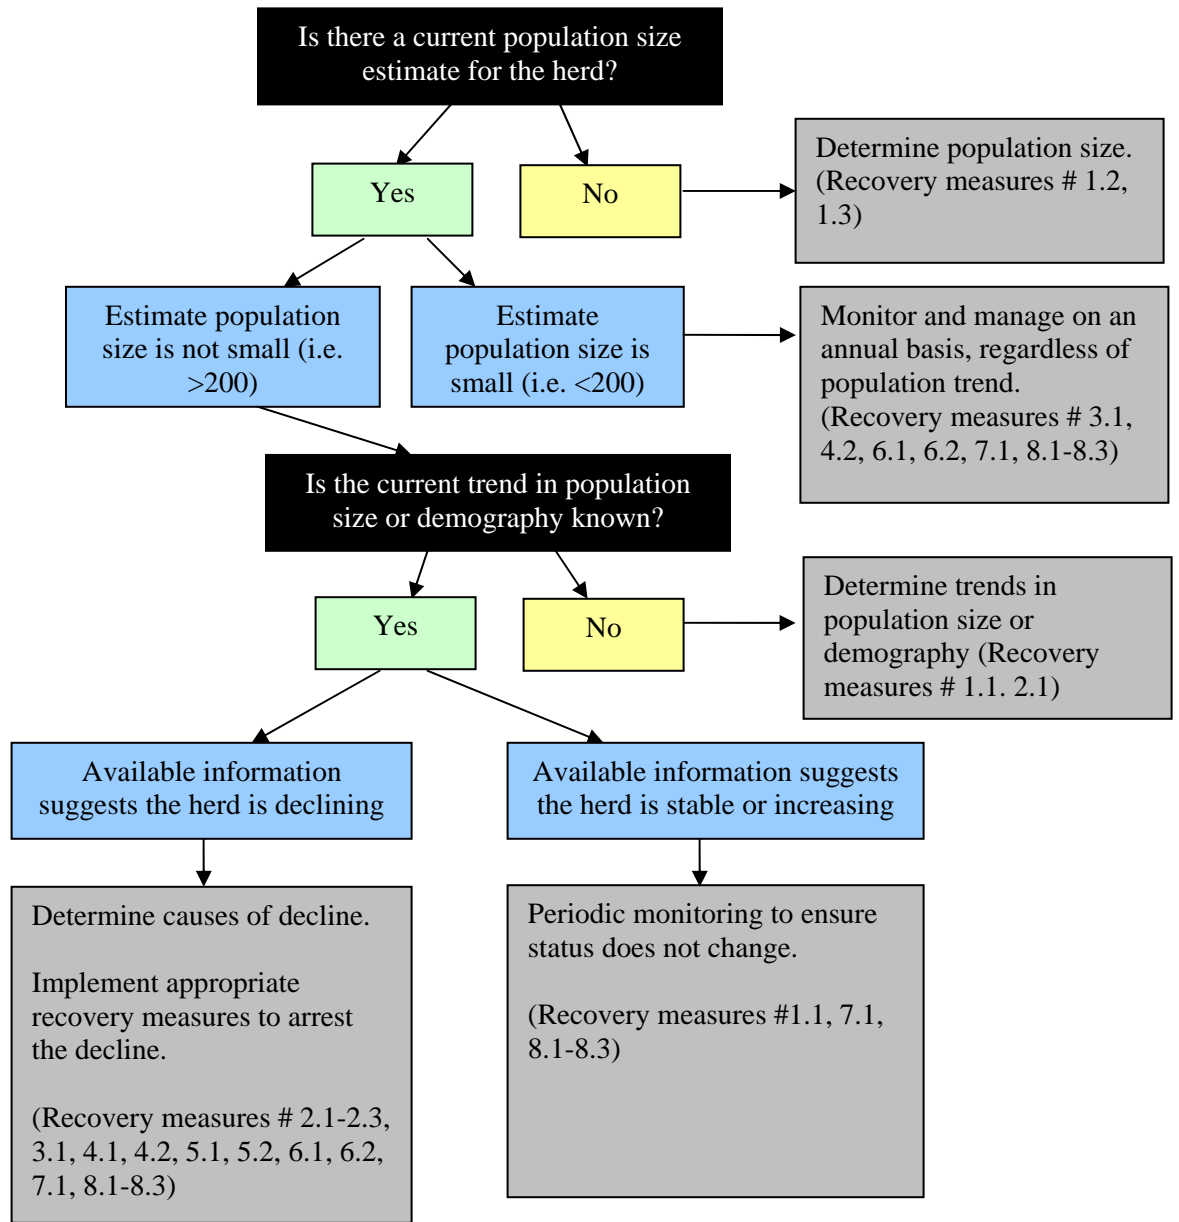 Is there a current population size
estimate for the herd?
Yes
No
Determine population size.
(Recovery measures # 1.2,
1.3)
Estimate population
size is not small (i.e.
>200)
Estimate
population size is
small (i.e. <200)
Monitor and manage on an
annual basis, regardless of
population trend.
(Recovery measures # 3.1,
4.2, 6.1, 6.2, 7.1, 8.1-8.3)
Is the current trend in population
size or demography known?
Yes
No
Determine trends in
population size or
demography (Recovery
measures # 1.1. 2.1)
Available information
suggests the herd is declining
Available information suggests
the herd is stable or increasing
Determine causes of decline.
Implement appropriate
recovery measures to arrest
the decline.
(Recovery measures # 2.1-2.3,
3.1, 4.1, 4.2, 5.1, 5.2, 6.1, 6.2,
7.1, 8.1-8.3)
Periodic monitoring to ensure
status does not change.
(Recovery measures #1.1, 7.1,
8.1-8.3)